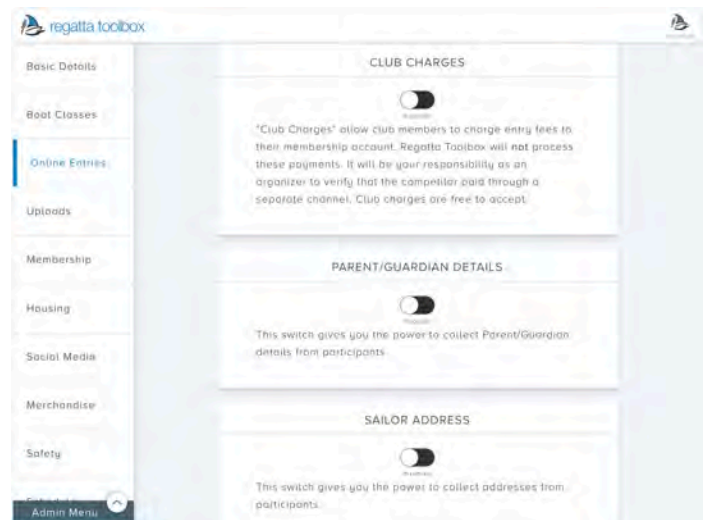 regatta toolbox
Basic Details
Boat Classes
Online Entries
Uploads
Membership
Housing
Social Media
Merchandise
Safety
Admin Menu
CLUB CHARGES
"Club Charges" allow club members to charge entry fees to
their membership account. Regatta Toolbox will not process
these payments. It will be your responsibility as an
organizer to verify that the competitor paid through a
separate channel. Club charges are free to accept.
PARENT/GUARDIAN DETAILS
This switch gives you the power to collect Parent/Guardian
details from participants.
SAILOR ADDRESS
This switch gives you the power to collect addresses from
participants.